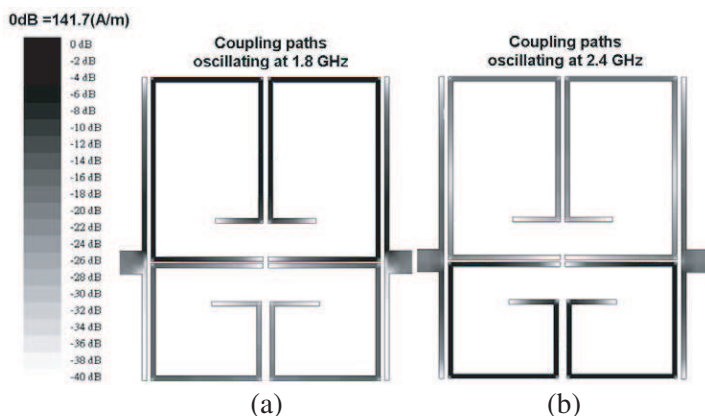 0dB =141.7(A/m)
0 dB
-2 dB
-4 dB
-6 dB
-8 dB
-10 dB
-12 dB
-14 dB
-16 dB
-18 dB
-20 dB
-22 dB
-24 dB
-26 dB
-28 dB
-30 dB
-32 dB
-34 dB
-36 dB
-38 dB
-40 dB
Coupling paths
oscillating at 1.8 GHz
Coupling paths
oscillating at 2.4 GHz
(a)
(b)